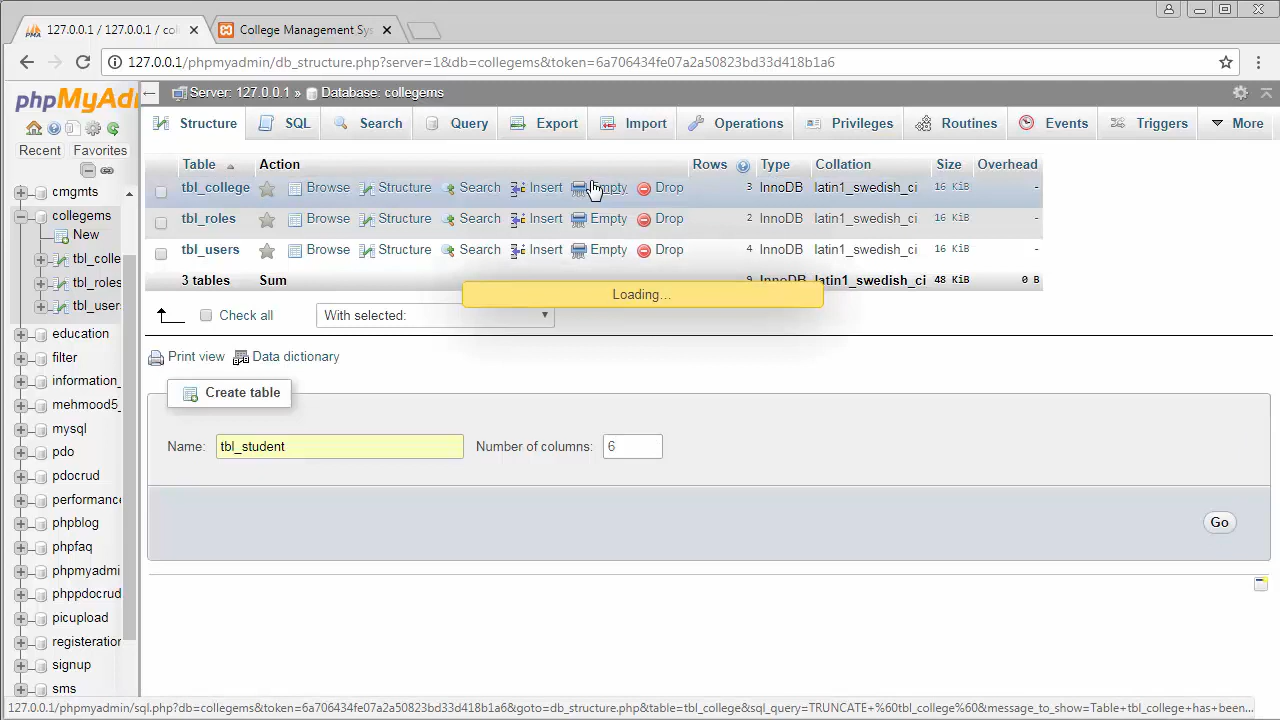 127.0.0.1 / 127.0.0.1 / col
College Management Sys
127.0.0.1/phpmyadmin/db_structure.php?server=1&db=collegems&token=6a706434fe07a2a50823bd33d418b1a6
phpMyAdm
Server: 127.0.0.1 » Database: collegems
Structure SQL Search Query Export Import Operations Privileges Routines Events Triggers More
Recent Favorites
Table Action Rows Type Collation Size Overhead
tbl_college Browse Structure Search Insert Empty Drop 3 InnoDB latin1_swedish_ci 16 KiB -
tbl_roles Browse Structure Search Insert Empty Drop 2 InnoDB latin1_swedish_ci 16 KiB -
tbl_users Browse Structure Search Insert Empty Drop 4 InnoDB latin1_swedish_ci 16 KiB -
3 tables Sum 9 InnoDB latin1_swedish_ci 48 KiB 0 B
Loading...
Check all With selected:
Print view Data dictionary
Create table
Name: tbl_student Number of columns: 6
Go
cmgmts
collegems
New
tbl_colle
tbl_roles
tbl_users
education
filter
information_
mehmood5_
mysql
pdo
pdocrud
performance
phpblog
phpfaq
phpmyadmi
phppdocrud
picupload
registeration
signup
sms
127.0.0.1/phpmyadmin/sql.php?db=collegems&token=6a706434fe07a2a50823bd33d418b1a6&goto=db_structure.php&table=tbl_college&sql_query=TRUNCATE+%60tbl_college%60&message_to_show=Table+tbl_college+has+been...